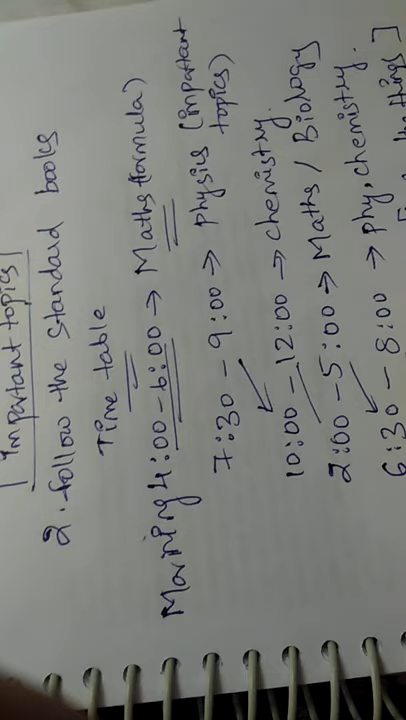 [Important topics]
2. follow the standard books
Time table
Morning 4:00-6:00 → Maths formula)
7:30 - 9:00 → Physics (important
topics)
10:00 - 12:00 → chemistry.
2:00 - 5:00 → Maths / Biology
6:30 - 8:00 → phy, chemistry.
the things]